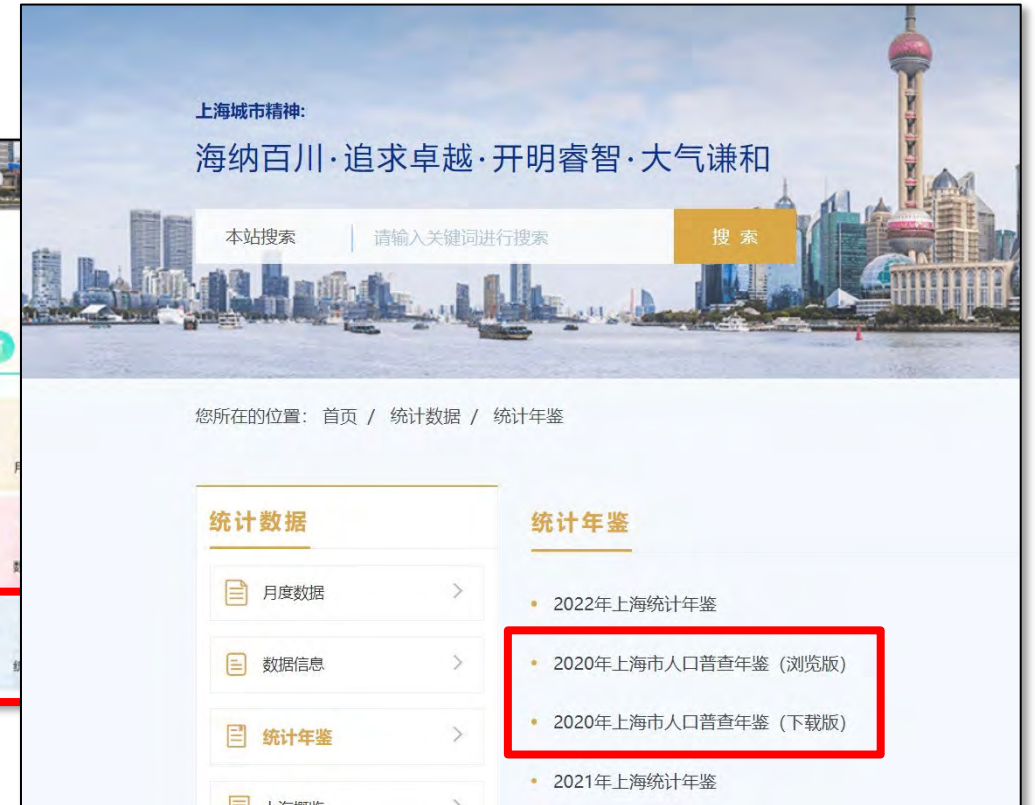 上海城市精神:
海纳百川·追求卓越·开明睿智·大气谦和
本站搜索 请输入关键词进行搜索 搜 索
您所在的位置: 首页 / 统计数据 / 统计年鉴
统计数据
月度数据
数据信息
统计年鉴
上海概览
统计年鉴
2022年上海统计年鉴
2020年上海市人口普查年鉴（浏览版）
2020年上海市人口普查年鉴（下载版）
2021年上海统计年鉴